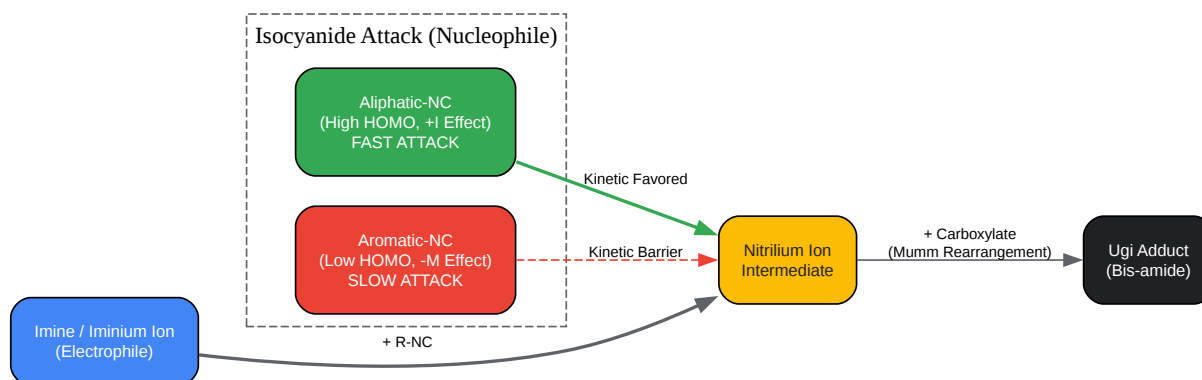 Isocyanide Attack (Nucleophile)
Aliphatic-NC
(High HOMO, +I Effect)
FAST ATTACK
Kinetic Favored
Aromatic-NC
(Low HOMO, -M Effect)
SLOW ATTACK
Kinetic Barrier
Imine / Iminium Ion
(Electrophile)
+ R-NC
Nitrilium Ion
Intermediate
+ Carboxylate
(Mumm Rearrangement)
Ugi Adduct
(Bis-amide)